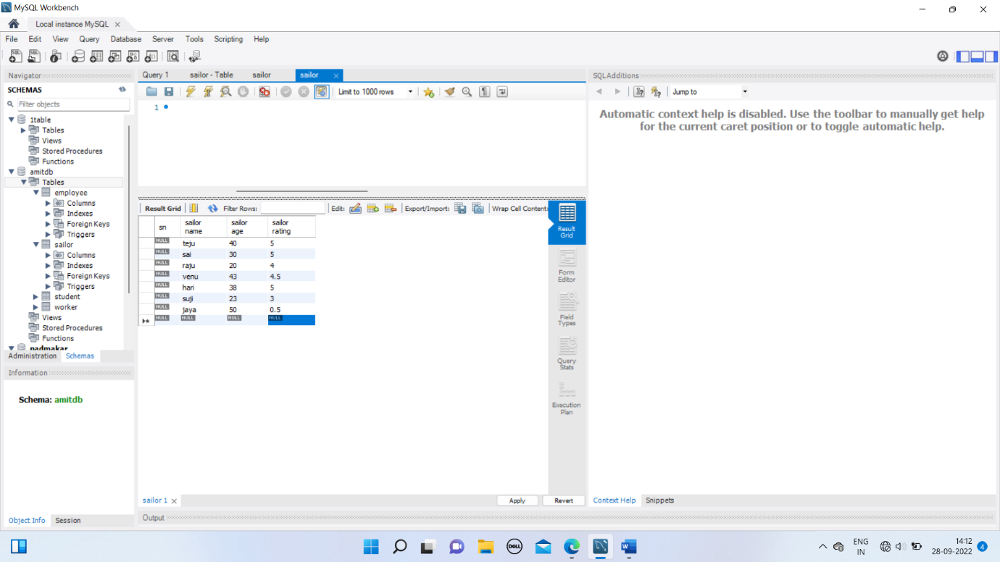 MySQL Workbench
Local instance MySQL
File Edit View Query Database Server Tools Scripting Help
Navigator
SCHEMAS
Filter objects
1table
Tables
Views
Stored Procedures
Functions
amitdb
Tables
employee
Columns
Indexes
Foreign Keys
Triggers
sailor
Columns
Indexes
Foreign Keys
Triggers
student
worker
Views
Stored Procedures
Functions
padmakar
Administration Schemas
Information
Schema: amitdb
Object Info Session
Query 1 sailor - Table sailor sailor
Limit to 1000 rows
1
Result Grid Filter Rows: Edit: Export/Import: Wrap Cell Content:
sn sailor name sailor age sailor rating
NULL teju 40 5
NULL sai 30 5
NULL raju 20 4
NULL venu 43 4.5
NULL hari 38 5
NULL suji 23 3
NULL jaya 50 0.5
NULL NULL NULL NULL
Result
Grid
Form
Editor
Field
Types
Query
Stats
Execution
Plan
sailor 1 Apply Revert
Output
SQLAdditions
Jump to
Automatic context help is disabled. Use the toolbar to manually get help
for the current caret position or to toggle automatic help.
Context Help Snippets
DELL
ENG
IN
14:12
28-09-2022
4